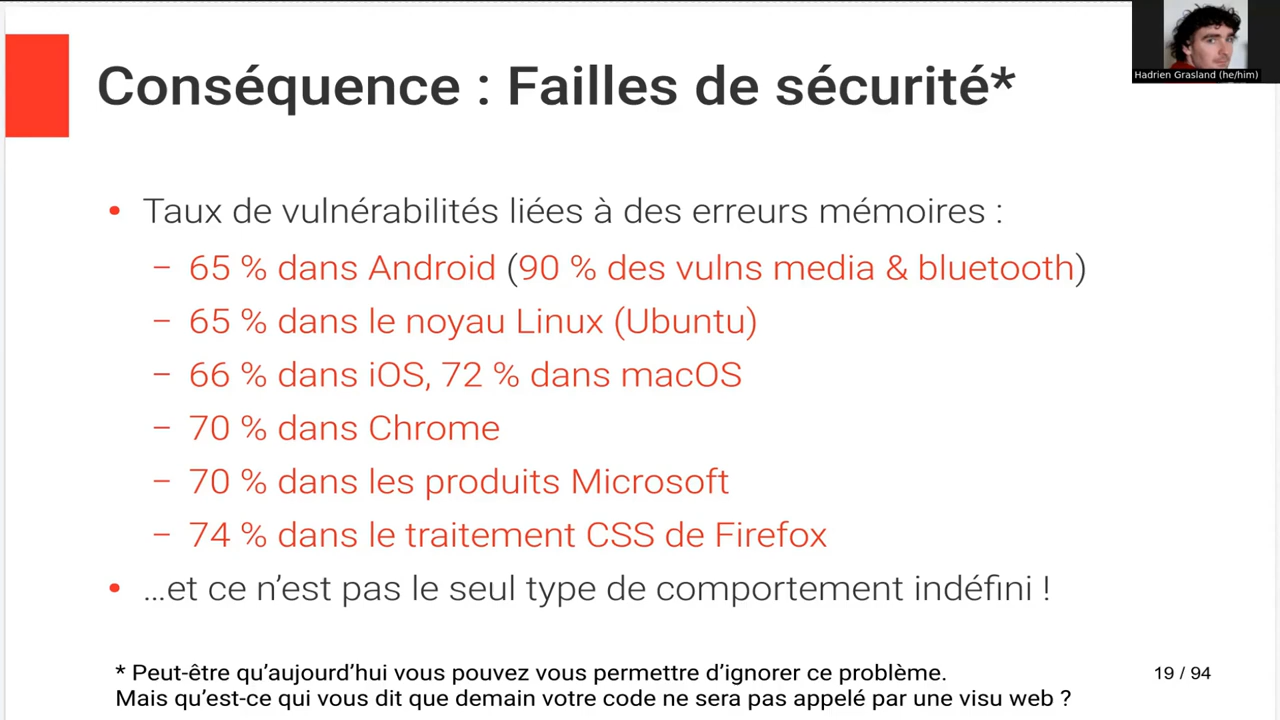 Hadrien Grasland (he/him)
Conséquence : Failles de sécurité*
• Taux de vulnérabilités liées à des erreurs mémoires :
– 65 % dans Android (90 % des vulns media & bluetooth)
– 65 % dans le noyau Linux (Ubuntu)
– 66 % dans iOS, 72 % dans macOS
– 70 % dans Chrome
– 70 % dans les produits Microsoft
– 74 % dans le traitement CSS de Firefox
• …et ce n’est pas le seul type de comportement indéfini !
* Peut-être qu’aujourd’hui vous pouvez vous permettre d’ignorer ce problème.
Mais qu’est-ce qui vous dit que demain votre code ne sera pas appelé par une visu web ?
19 / 94